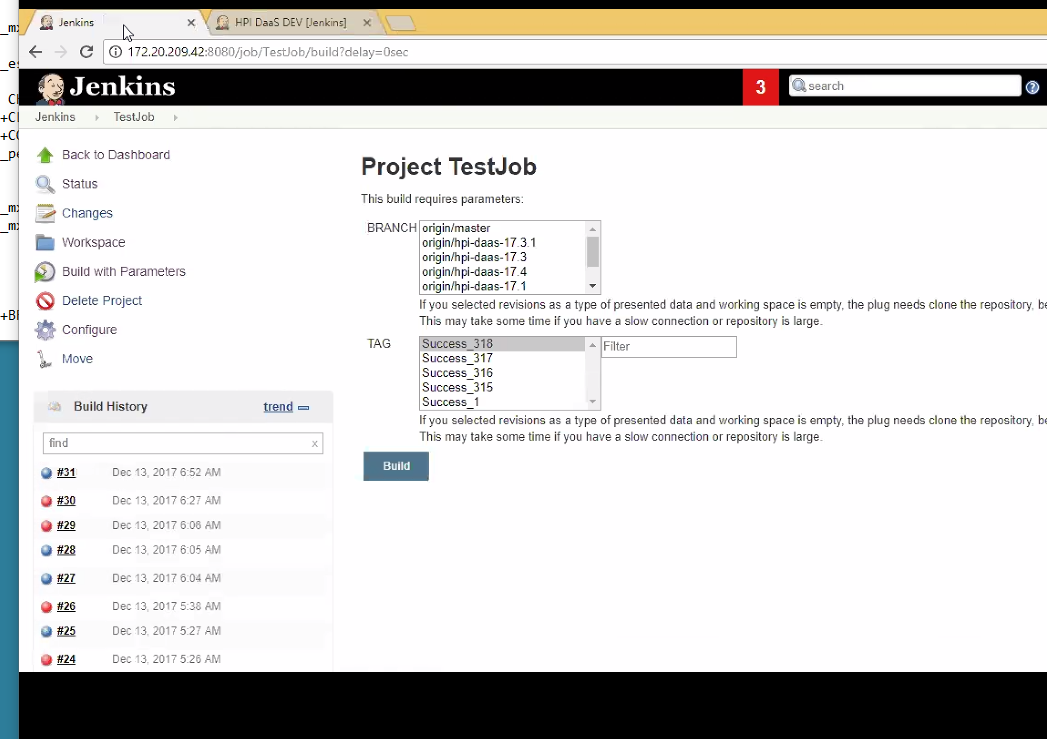 Jenkins
HPI DaaS DEV [Jenkins]
172.20.209.42:8080/job/TestJob/build?delay=0sec
Jenkins
3
search
Jenkins
TestJob
Back to Dashboard
Status
Changes
Workspace
Build with Parameters
Delete Project
Configure
Move
Project TestJob
This build requires parameters:
BRANCH
origin/master
origin/hpi-daas-17.3.1
origin/hpi-daas-17.3
origin/hpi-daas-17.4
origin/hpi-daas-17.1
If you selected revisions as a type of presented data and working space is empty, the plug needs clone the repository, be
This may take some time if you have a slow connection or repository is large.
TAG
Success_318
Success_317
Success_316
Success_315
Success_1
Filter
If you selected revisions as a type of presented data and working space is empty, the plug needs clone the repository, be
This may take some time if you have a slow connection or repository is large.
Build
Build History
trend
find
x
#31 Dec 13, 2017 6:52 AM
#30 Dec 13, 2017 6:27 AM
#29 Dec 13, 2017 6:06 AM
#28 Dec 13, 2017 6:05 AM
#27 Dec 13, 2017 6:04 AM
#26 Dec 13, 2017 5:38 AM
#25 Dec 13, 2017 5:27 AM
#24 Dec 13, 2017 5:26 AM